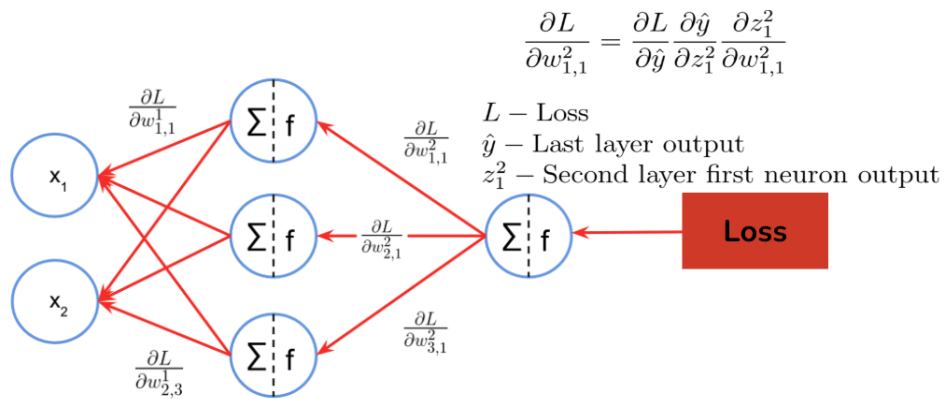 ∂L/∂w²₁,₁ = ∂L/∂ŷ ∂ŷ/∂z²₁ ∂z²₁/∂w²₁,₁
L – Loss
ŷ – Last layer output
z²₁ – Second layer first neuron output
∂L/∂w¹₁,₁
Σ f
∂L/∂w²₁,₁
x₁
Σ f
∂L/∂w²₂,₁
Σ f
Loss
x₂
∂L/∂w²₃,₁
Σ f
∂L/∂w¹₂,₃